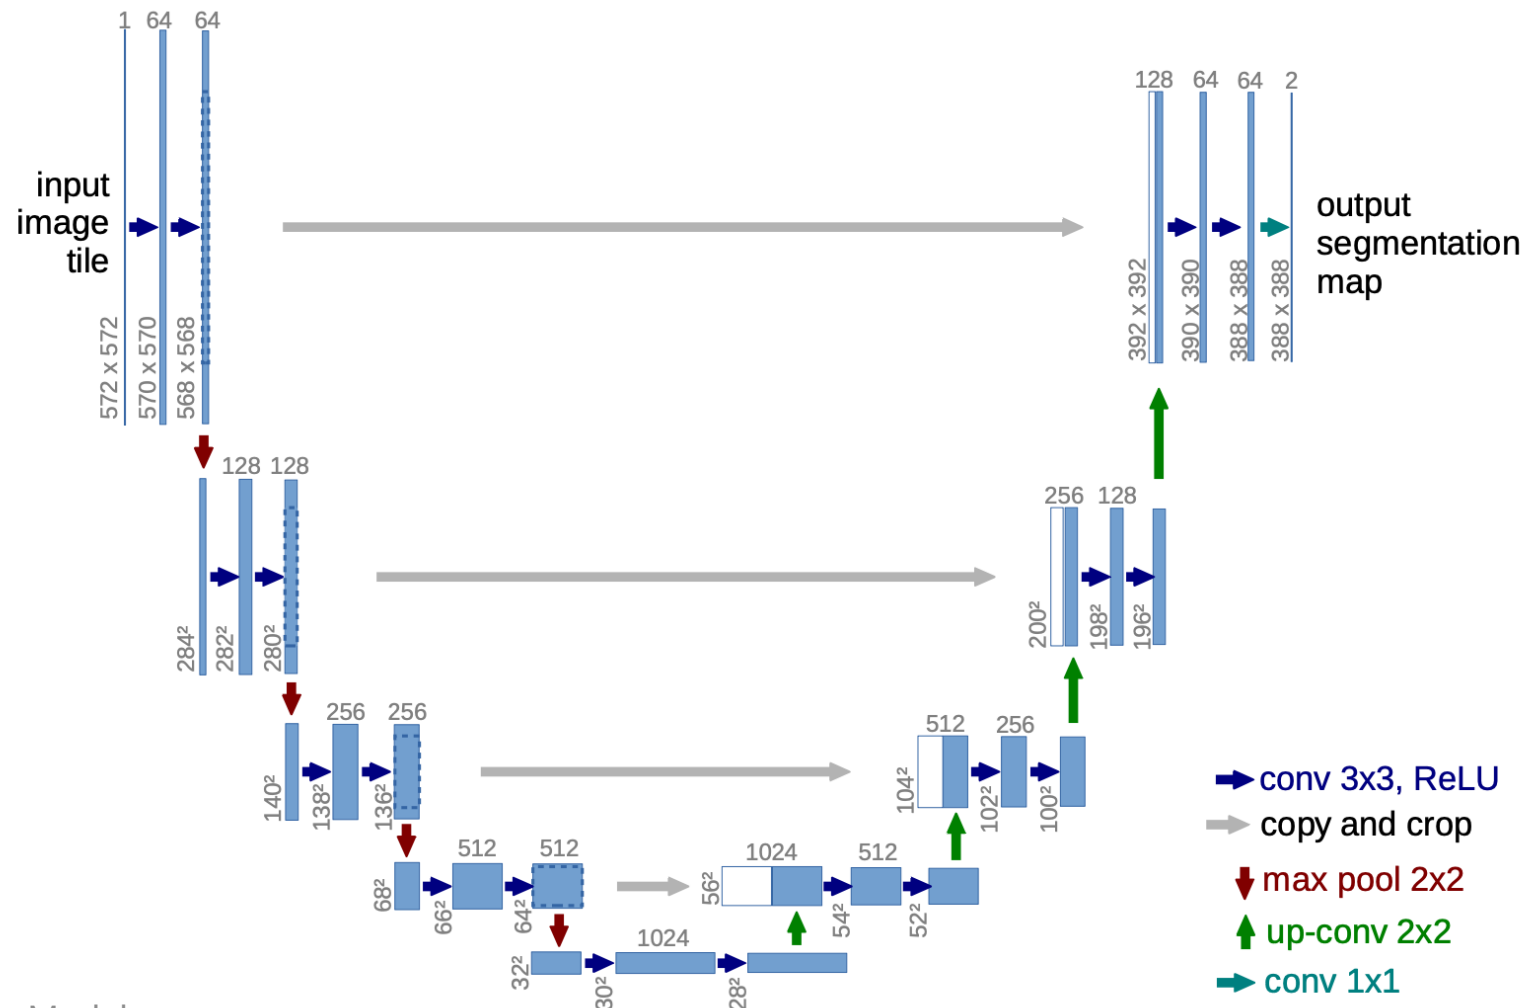 1 64 64
128 64 64 2
input
image
tile
output
segmentation
map
572 x 572
570 x 570
568 x 568
392 x 392
390 x 390
388 x 388
388 x 388
128 128
256 128
284²
282²
280²
200²
198²
196²
256 256
512 256
140²
138²
136²
104²
102²
100²
conv 3x3, ReLU
copy and crop
max pool 2x2
up-conv 2x2
conv 1x1
512 512
1024 512
68²
66²
64²
56²
54²
52²
1024
32²
30²
28²